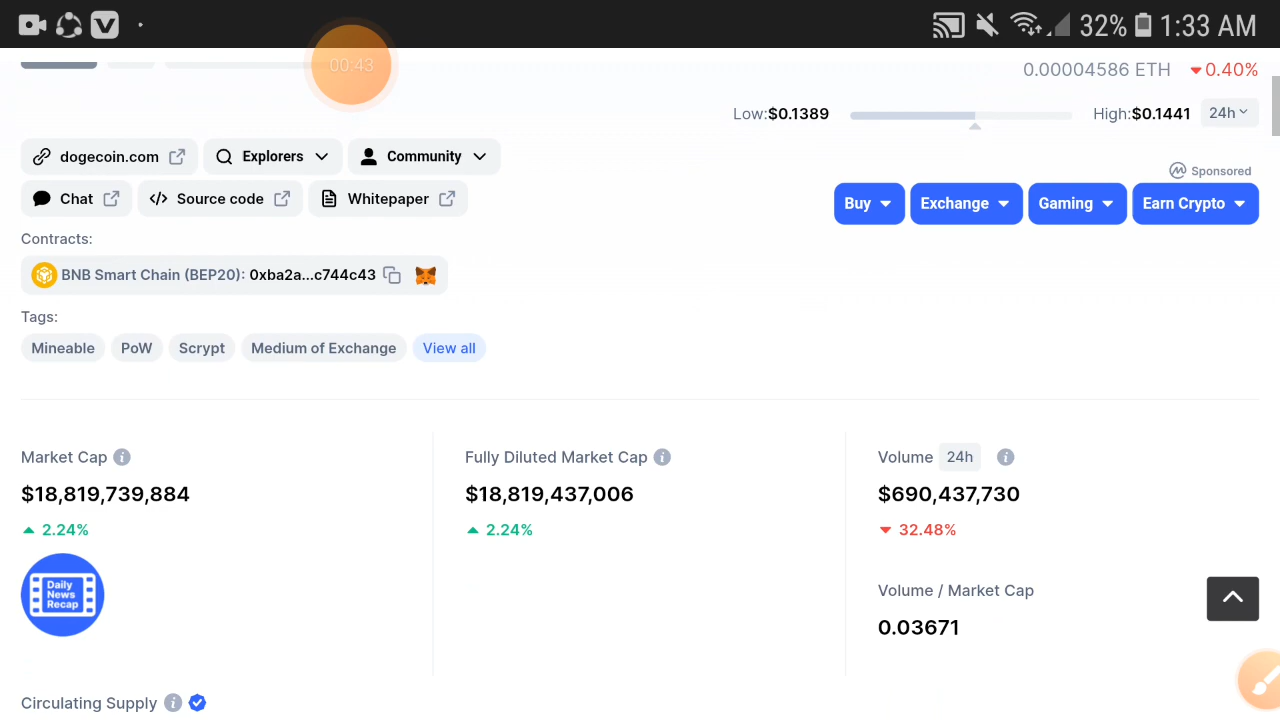 32% 1:33 AM
00:43
0.00004586 ETH 0.40%
Low:$0.1389 High:$0.1441 24h
dogecoin.com Explorers Community
Sponsored
Chat Source code Whitepaper
Buy Exchange Gaming Earn Crypto
Contracts:
BNB Smart Chain (BEP20): 0xba2a...c744c43
Tags:
Mineable PoW Scrypt Medium of Exchange View all
Market Cap Fully Diluted Market Cap Volume 24h
$18,819,739,884 $18,819,437,006 $690,437,730
2.24% 2.24% 32.48%
Daily
News
Recap
Volume / Market Cap
0.03671
Circulating Supply